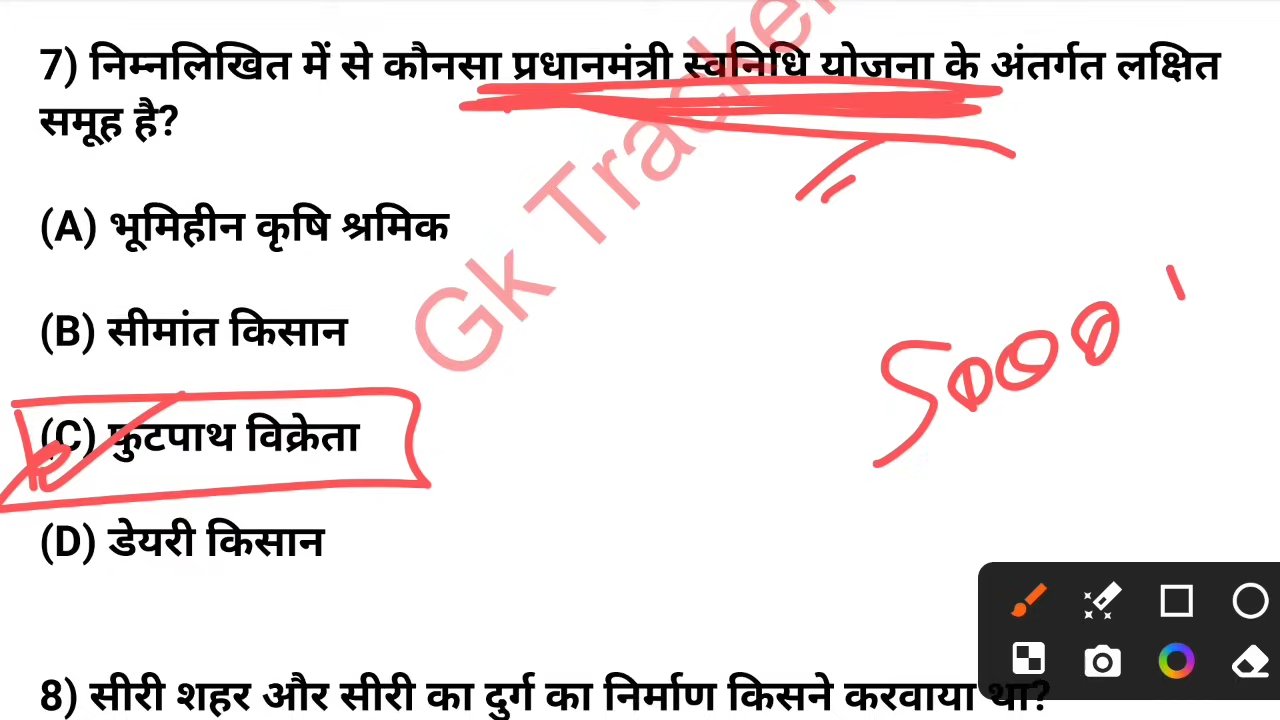 7) निम्नलिखित में से कौनसा प्रधानमंत्री स्वनिधि योजना के अंतर्गत लक्षित
समूह है?
(A) भूमिहीन कृषि श्रमिक
(B) सीमांत किसान
(C) फुटपाथ विक्रेता
(D) डेयरी किसान
8) सीरी शहर और सीरी का दुर्ग का निर्माण किसने करवाया था?
Gk Tracker
5000